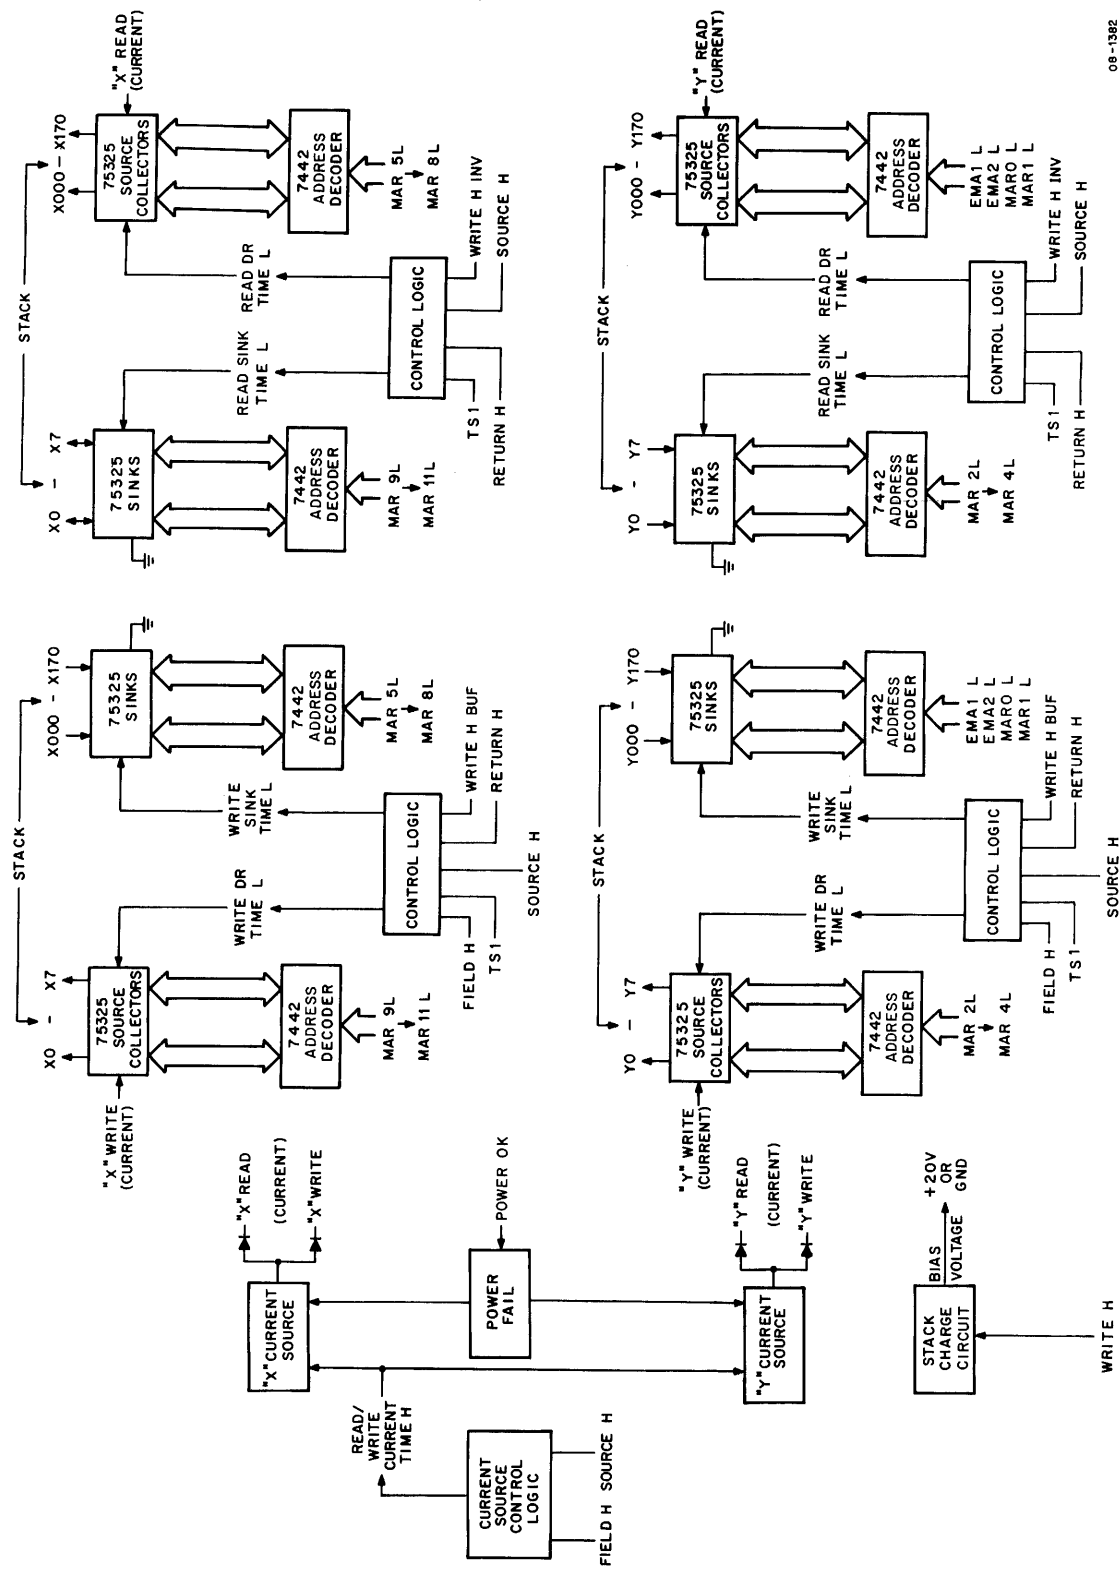 "X" CURRENT
SOURCE
"X" READ
(CURRENT)
"X" WRITE
READ/
WRITE
CURRENT
TIME H
CURRENT
SOURCE
CONTROL
LOGIC
FIELD H
SOURCE H
POWER
FAIL
POWER OK
"Y" CURRENT
SOURCE
"Y" READ
(CURRENT)
"Y" WRITE
STACK
CHARGE
CIRCUIT
BIAS
VOLTAGE
+20V
OR
GND
WRITE H
STACK
X0 - X7
X000 - X170
"X" WRITE
(CURRENT)
75325
SOURCE
COLLECTORS
75325
SINKS
WRITE DR
TIME L
WRITE
SINK
TIME L
7442
ADDRESS
DECODER
7442
ADDRESS
DECODER
MAR 9L
MAR 11 L
MAR 5L
MAR 8L
CONTROL LOGIC
FIELD H
TS1
SOURCE H
RETURN H
WRITE H BUF
STACK
X0 - X7
X000 - X170
75325
SINKS
75325
SOURCE
COLLECTORS
"X" READ
(CURRENT)
READ SINK
TIME L
READ DR
TIME L
7442
ADDRESS
DECODER
7442
ADDRESS
DECODER
MAR 9L
MAR 11L
MAR 5L
MAR 8L
CONTROL LOGIC
TS1
RETURN H
SOURCE H
WRITE H INV
STACK
Y0 - Y7
Y000 - Y170
"Y" WRITE
(CURRENT)
75325
SOURCE
COLLECTORS
75325
SINKS
WRITE DR
TIME L
WRITE
SINK
TIME L
7442
ADDRESS
DECODER
7442
ADDRESS
DECODER
MAR 2L
MAR 4L
EMA1 L
EMA2 L
MAR0 L
MAR1 L
CONTROL LOGIC
FIELD H
TS1
SOURCE H
RETURN H
WRITE H BUF
STACK
Y0 - Y7
Y000 - Y170
75325
SINKS
75325
SOURCE
COLLECTORS
"Y" READ
(CURRENT)
READ SINK
TIME L
READ DR
TIME L
7442
ADDRESS
DECODER
7442
ADDRESS
DECODER
MAR 2L
MAR 4L
EMA1 L
EMA2 L
MAR0 L
MAR1 L
CONTROL LOGIC
TS1
RETURN H
SOURCE H
WRITE H INV
08-1382